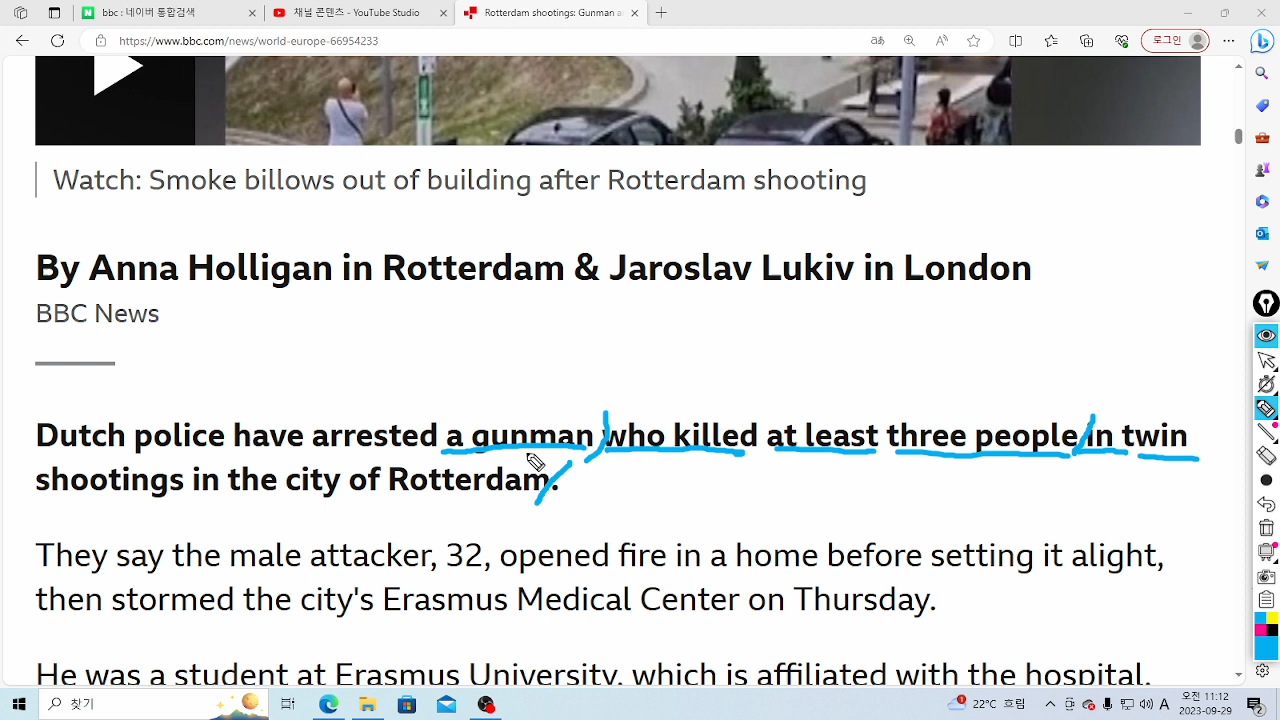 bbc : 네이버 통합검색
채널 콘텐츠 - YouTube Studio
Rotterdam shootings: Gunman a
https://www.bbc.com/news/world-europe-66954233
로그인
Watch: Smoke billows out of building after Rotterdam shooting
By Anna Holligan in Rotterdam & Jaroslav Lukiv in London
BBC News
Dutch police have arrested a gunman who killed at least three people in twin
shootings in the city of Rotterdam.
They say the male attacker, 32, opened fire in a home before setting it alight,
then stormed the city's Erasmus Medical Center on Thursday.
He was a student at Erasmus University, which is affiliated with the hospital.
찾기
22°C 흐림
A
오전 11:12
2023-09-29